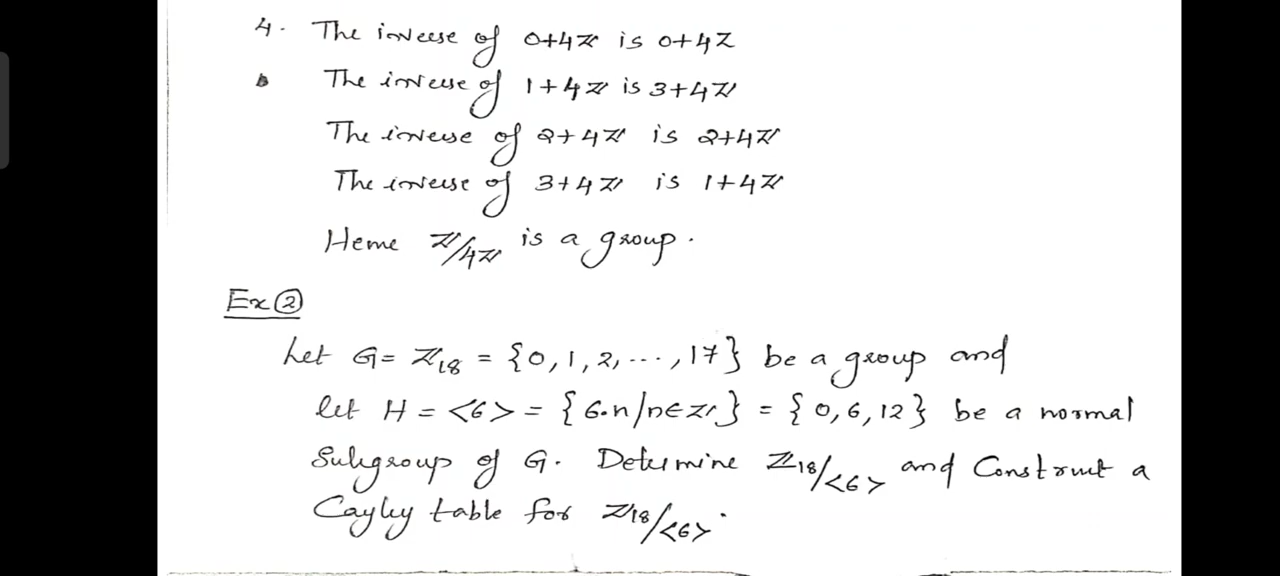 4. The inverse of 0+4ℤ is 0+4ℤ
The inverse of 1+4ℤ is 3+4ℤ
The inverse of 2+4ℤ is 2+4ℤ
The inverse of 3+4ℤ is 1+4ℤ
Hence ℤ/4ℤ is a group.
Ex②
Let G = ℤ₁₈ = {0, 1, 2, ..., 17} be a group and
let H = <6> = {6·n/n∈ℤ} = {0, 6, 12} be a normal
Subgroup of G. Determine ℤ₁₈/<6> and Construct a
Cayley table for ℤ₁₈/<6>.